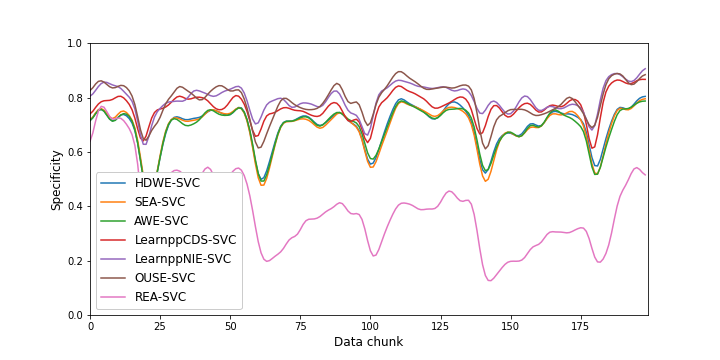 1.0
0.8
0.6
0.4
0.2
0.0
Specificity
HDWE-SVC
SEA-SVC
AWE-SVC
LearnppCDS-SVC
LearnppNIE-SVC
OUSE-SVC
REA-SVC
0 25 50 75 100 125 150 175
Data chunk